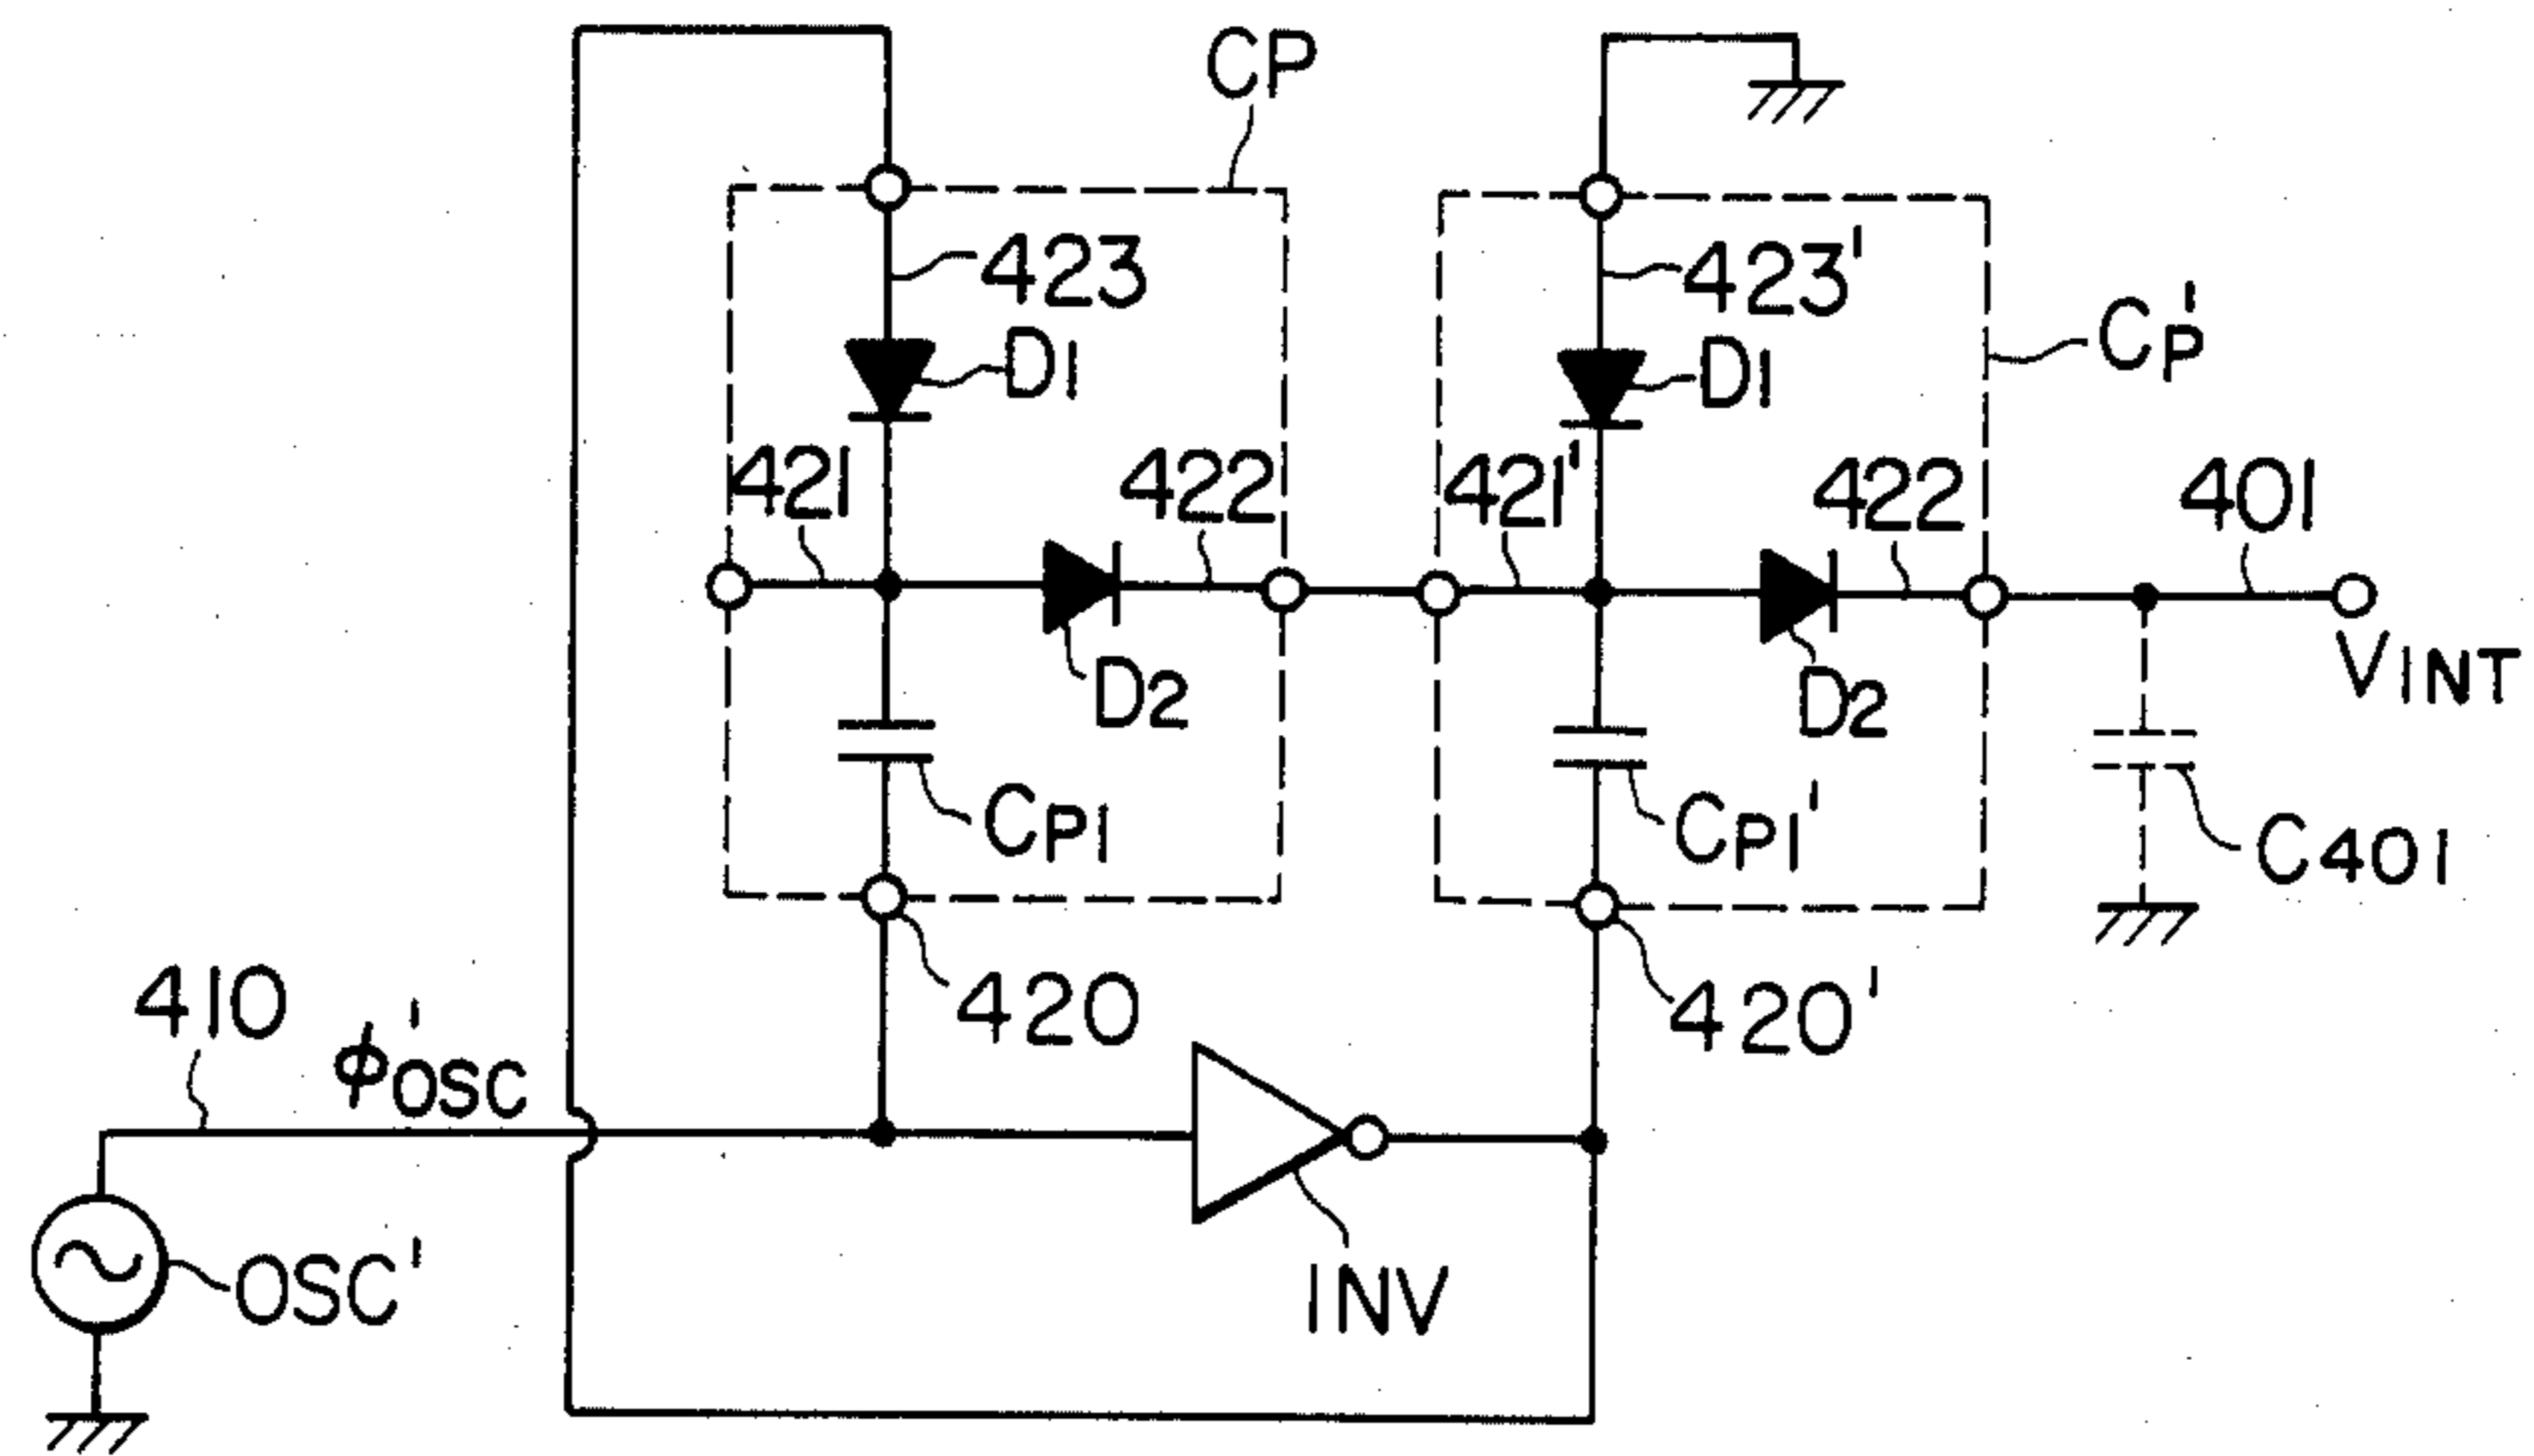 CP
423
423'
D1
D1
CP'
421
422
421'
422
401
D2
D2
VINT
CP1
CP1'
C401
410
φ'OSC
420
420'
OSC'
INV